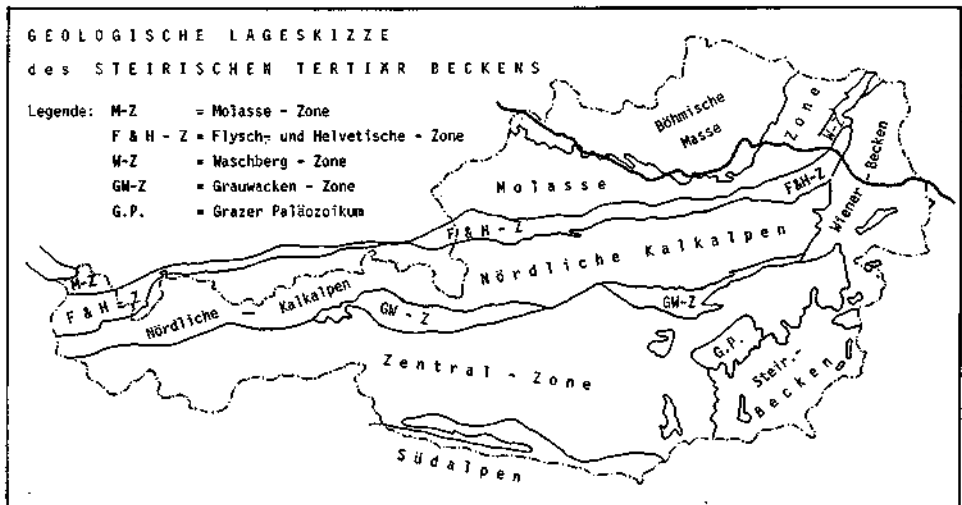 GEOLOGISCHE LAGESKIZZE
des STEIRISCHEN TERTIÄR BECKENS
Legende: M-Z = Molasse - Zone
F & H - Z = Flysch- und Helvetische - Zone
W-Z = Waschberg - Zone
GW-Z = Grauwacken - Zone
G.P. = Grazer Paläozoikum
Böhmische
Masse
Zone
W-Z
Molasse
F&H-Z
Wiener-Becken
F & H - Z
Nördliche Kalkalpen
M-Z
F & H - Z
Nördliche - Kalkalpen
GW - Z
GW-Z
G.P.
Steir.-
Becken
Zentral - Zone
Südalpen